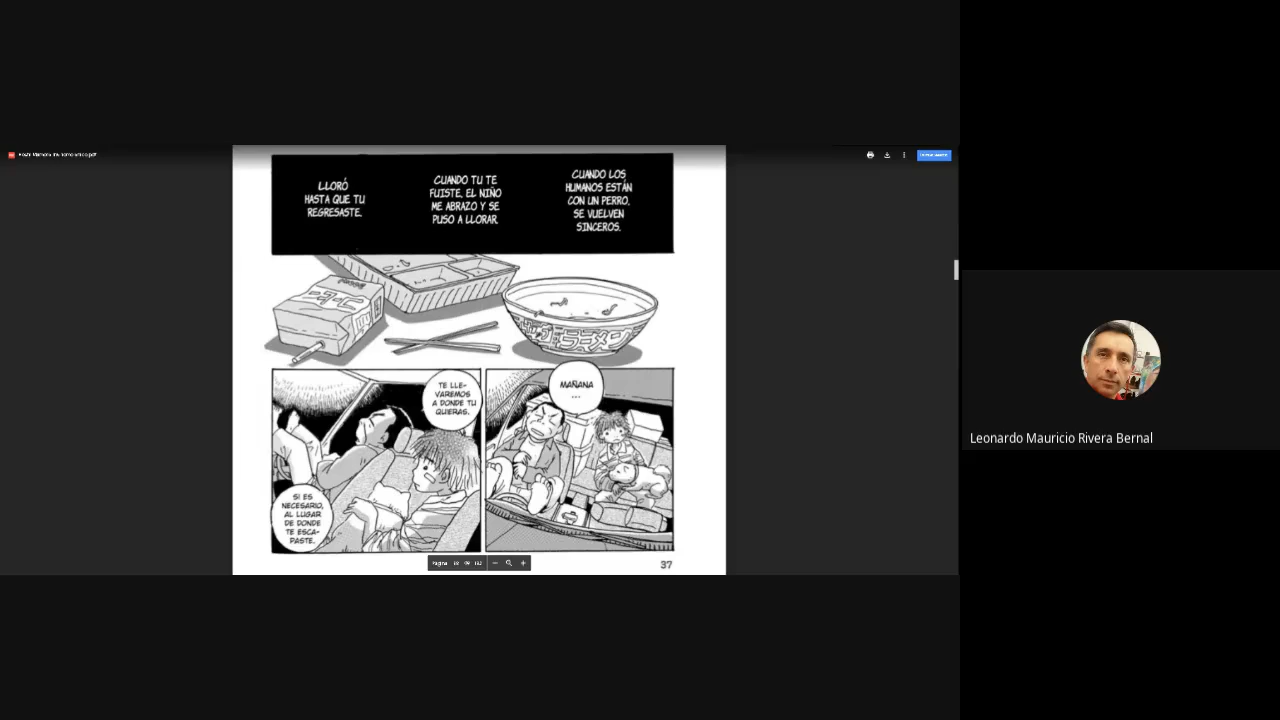 CUANDO LOS
HUMANOS ESTÁN
CON UN PERRO,
SE VUELVEN
SINCEROS.
CUANDO TU TE
FUISTE, EL NIÑO
ME ABRAZO Y SE
PUSO A LLORAR.
LLORÓ
HASTA QUE TU
REGRESASTE.
MAÑANA
...
TE LLE-
VAREMOS
A DONDE TU
QUIERAS.
SI ES
NECESARIO,
AL LUGAR
DE DONDE
TE ESCA-
PASTE.
37
Página
Leonardo Mauricio Rivera Bernal